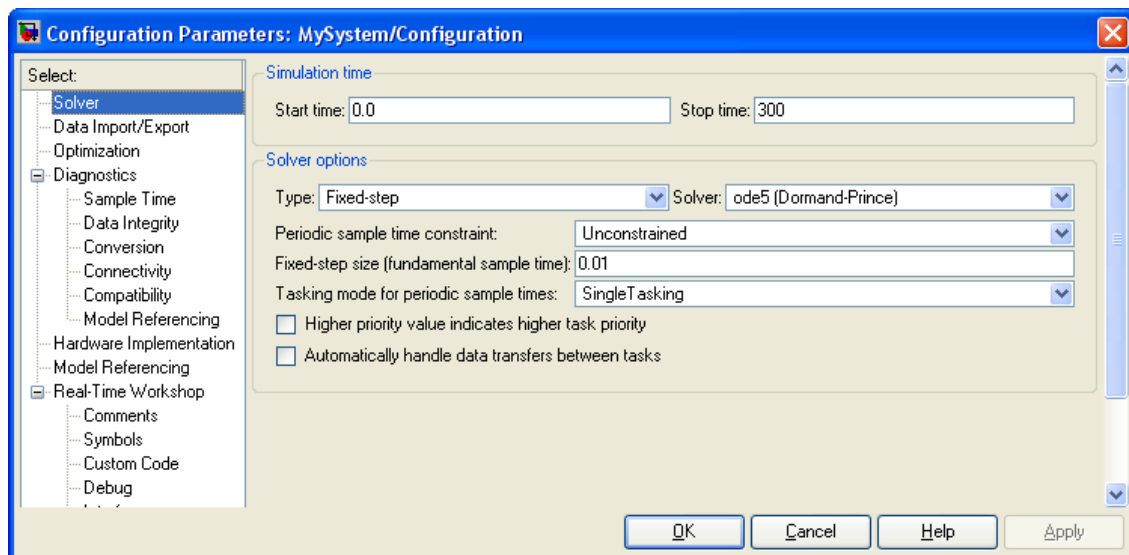 Configuration Parameters: MySystem/Configuration
Select:
Solver
Data Import/Export
Optimization
Diagnostics
Sample Time
Data Integrity
Conversion
Connectivity
Compatibility
Model Referencing
Hardware Implementation
Model Referencing
Real-Time Workshop
Comments
Symbols
Custom Code
Debug
Simulation time
Start time: 0.0 Stop time: 300
Solver options
Type: Fixed-step Solver: ode5 (Dormand-Prince)
Periodic sample time constraint: Unconstrained
Fixed-step size (fundamental sample time): 0.01
Tasking mode for periodic sample times: SingleTasking
Higher priority value indicates higher task priority
Automatically handle data transfers between tasks
OK Cancel Help Apply